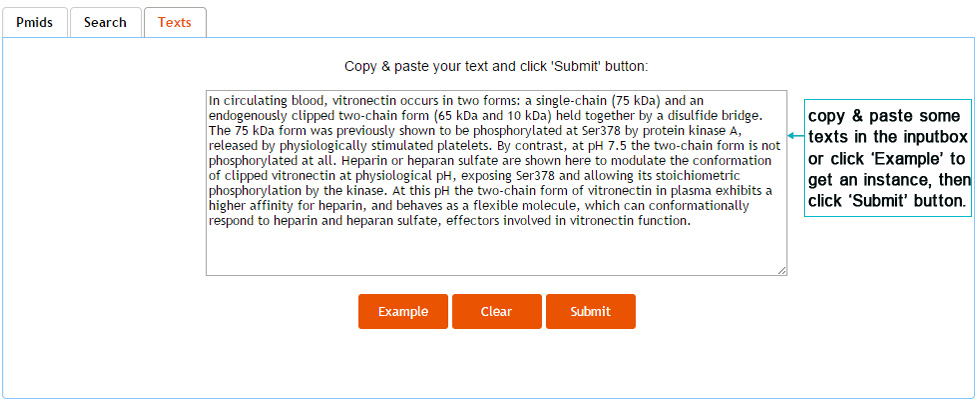 Pmids Search Texts
Copy & paste your text and click 'Submit' button:
In circulating blood, vitronectin occurs in two forms: a single-chain (75 kDa) and an
endogenously clipped two-chain form (65 kDa and 10 kDa) held together by a disulfide bridge.
The 75 kDa form was previously shown to be phosphorylated at Ser378 by protein kinase A,
released by physiologically stimulated platelets. By contrast, at pH 7.5 the two-chain form is not
phosphorylated at all. Heparin or heparan sulfate are shown here to modulate the conformation
of clipped vitronectin at physiological pH, exposing Ser378 and allowing its stoichiometric
phosphorylation by the kinase. At this pH the two-chain form of vitronectin in plasma exhibits a
higher affinity for heparin, and behaves as a flexible molecule, which can conformationally
respond to heparin and heparan sulfate, effectors involved in vitronectin function.
copy & paste some
texts in the inputbox
or click ‘Example’ to
get an instance, then
click ‘Submit’ button.
Example Clear Submit